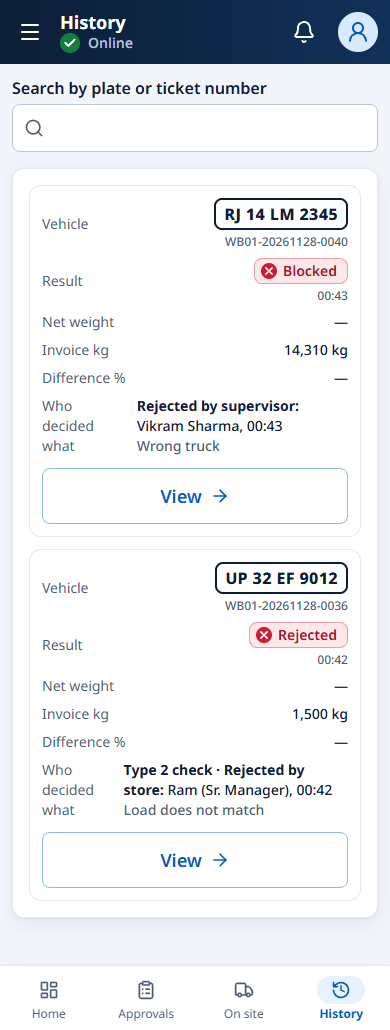 History
Online
Search by plate or ticket number
Vehicle
RJ 14 LM 2345
WB01-20261128-0040
Result
Blocked
00:43
Net weight
—
Invoice kg
14,310 kg
Difference %
—
Who decided what
Rejected by supervisor:
Vikram Sharma, 00:43
Wrong truck
View
Vehicle
UP 32 EF 9012
WB01-20261128-0036
Result
Rejected
00:42
Net weight
—
Invoice kg
1,500 kg
Difference %
—
Who decided what
Type 2 check · Rejected by
store: Ram (Sr. Manager), 00:42
Load does not match
View
Home
Approvals
On site
History